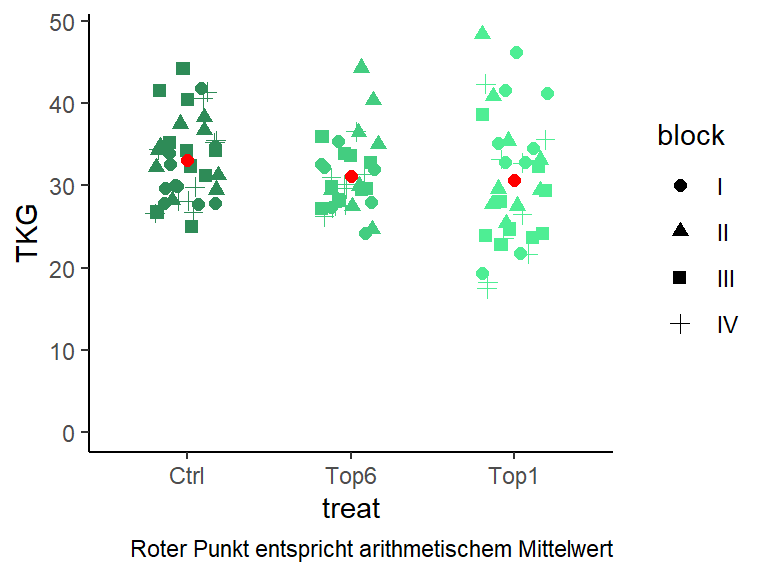 50
40
30
20
10
0
TKG
Ctrl
Top6
Top1
treat
Roter Punkt entspricht arithmetischem Mittelwert
block
I
II
III
IV